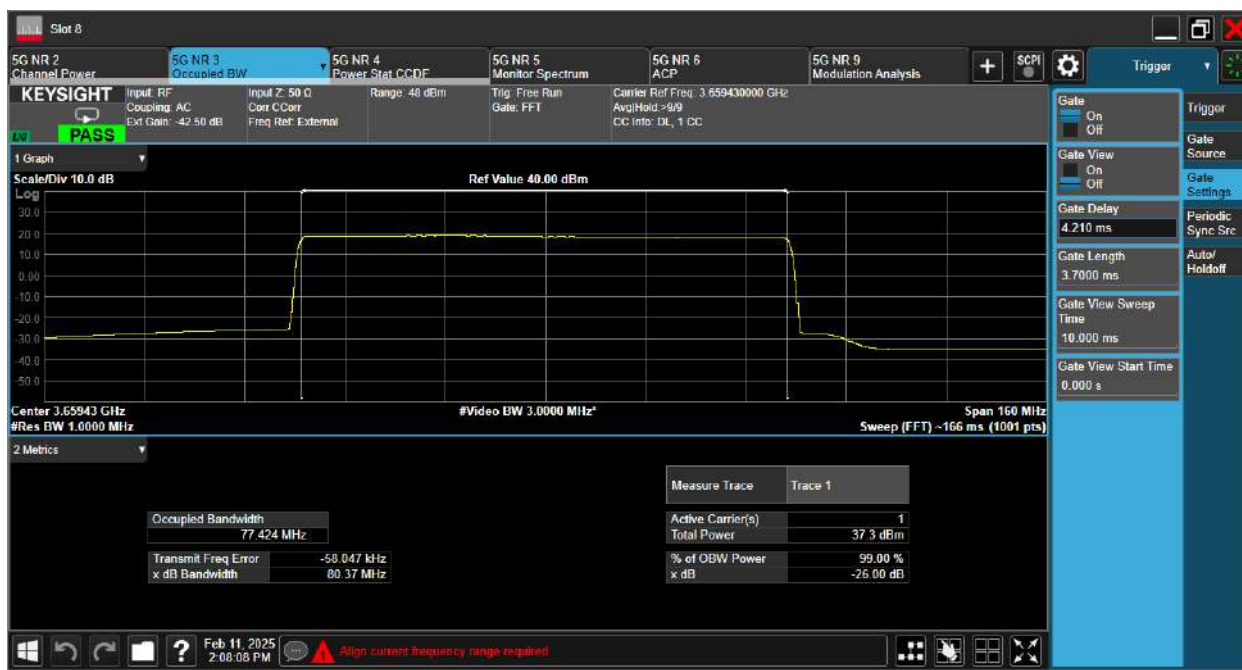 Slot 8
5G NR 2
Channel Power
5G NR 3
Occupied BW
5G NR 4
Power Stat CCDF
5G NR 5
Monitor Spectrum
5G NR 6
ACP
5G NR 9
Modulation Analysis
SCPI
Trigger
KEYSIGHT
LXI
PASS
Input: RF
Coupling: AC
Ext Gain: -42.50 dB
Input Z: 50 Ω
Corr CCorr
Freq Ref: External
Range: 48 dBm
Trig: Free Run
Gate: FFT
Carrier Ref Freq: 3.659430000 GHz
Avg|Hold:>9/9
CC Info: DL, 1 CC
1 Graph
Scale/Div 10.0 dB
Ref Value 40.00 dBm
Log
30.0
20.0
10.0
0.00
-10.0
-20.0
-30.0
-40.0
-50.0
Center 3.65943 GHz
#Video BW 3.0000 MHz*
Span 160 MHz
#Res BW 1.0000 MHz
Sweep (FFT) ~166 ms (1001 pts)
2 Metrics
Measure Trace Trace 1
Occupied Bandwidth
77.424 MHz
Active Carrier(s) 1
Total Power 37.3 dBm
Transmit Freq Error -58.047 kHz
x dB Bandwidth 80.37 MHz
% of OBW Power 99.00 %
x dB -26.00 dB
Gate
On
Off
Gate View
On
Off
Gate Delay
4.210 ms
Gate Length
3.7000 ms
Gate View Sweep
Time
10.000 ms
Gate View Start Time
0.000 s
Trigger
Gate
Source
Gate
Settings
Periodic
Sync Src
Auto/
Holdoff
?
Feb 11, 2025
2:08:08 PM
Align current frequency range required